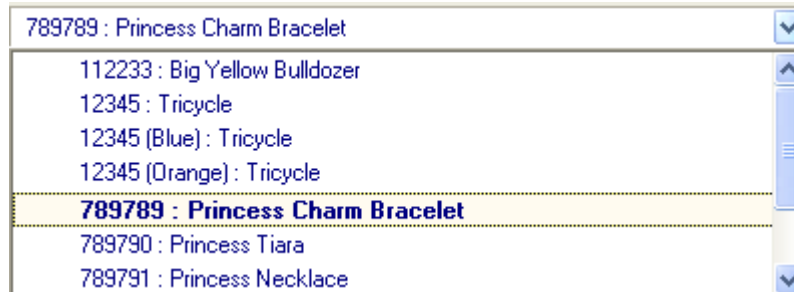 789789 : Princess Charm Bracelet
112233 : Big Yellow Bulldozer
12345 : Tricycle
12345 (Blue) : Tricycle
12345 (Orange) : Tricycle
789789 : Princess Charm Bracelet
789790 : Princess Tiara
789791 : Princess Necklace